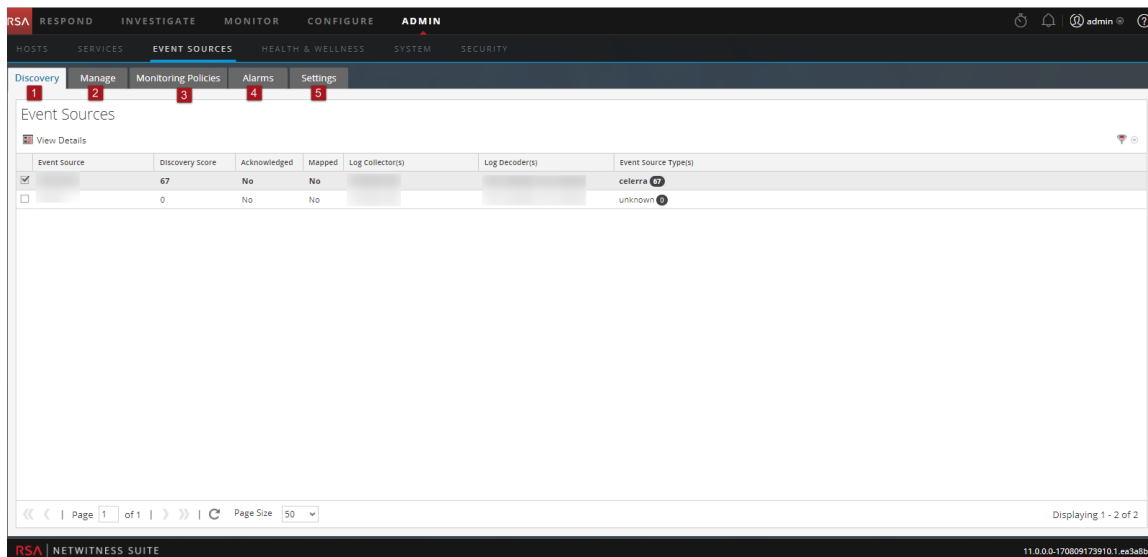 RSA RESPOND INVESTIGATE MONITOR CONFIGURE ADMIN admin
HOSTS SERVICES EVENT SOURCES HEALTH & WELLNESS SYSTEM SECURITY
Discovery Manage Monitoring Policies Alarms Settings
1 2 3 4 5
Event Sources
View Details
Event Source Discovery Score Acknowledged Mapped Log Collector(s) Log Decoder(s) Event Source Type(s)
67 No No celerra 67
0 No No unknown 0
Page 1 of 1 Page Size 50 Displaying 1 - 2 of 2
RSA NETWITNESS SUITE 11.0.0.0-170809173910.1.ea3a8b